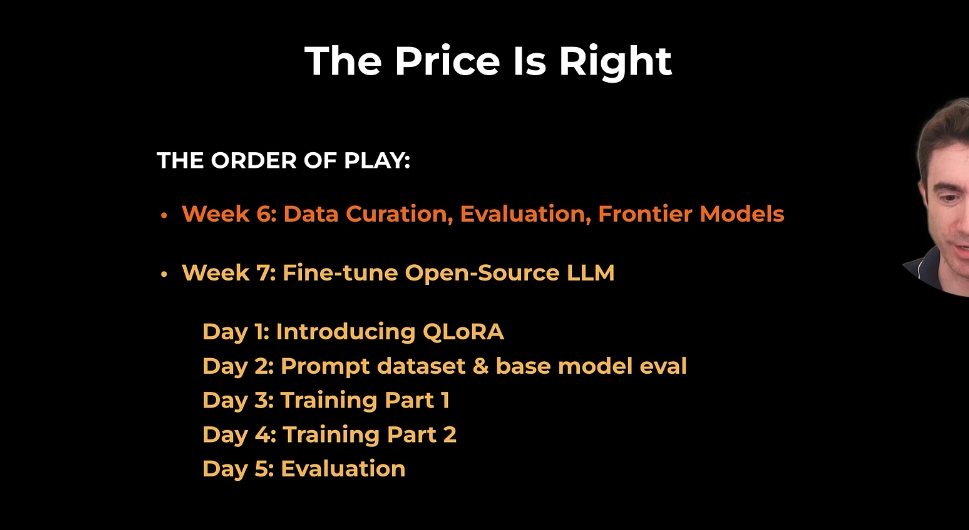 The Price Is Right
THE ORDER OF PLAY:
• Week 6: Data Curation, Evaluation, Frontier Models
• Week 7: Fine-tune Open-Source LLM
Day 1: Introducing QLoRA
Day 2: Prompt dataset & base model eval
Day 3: Training Part 1
Day 4: Training Part 2
Day 5: Evaluation